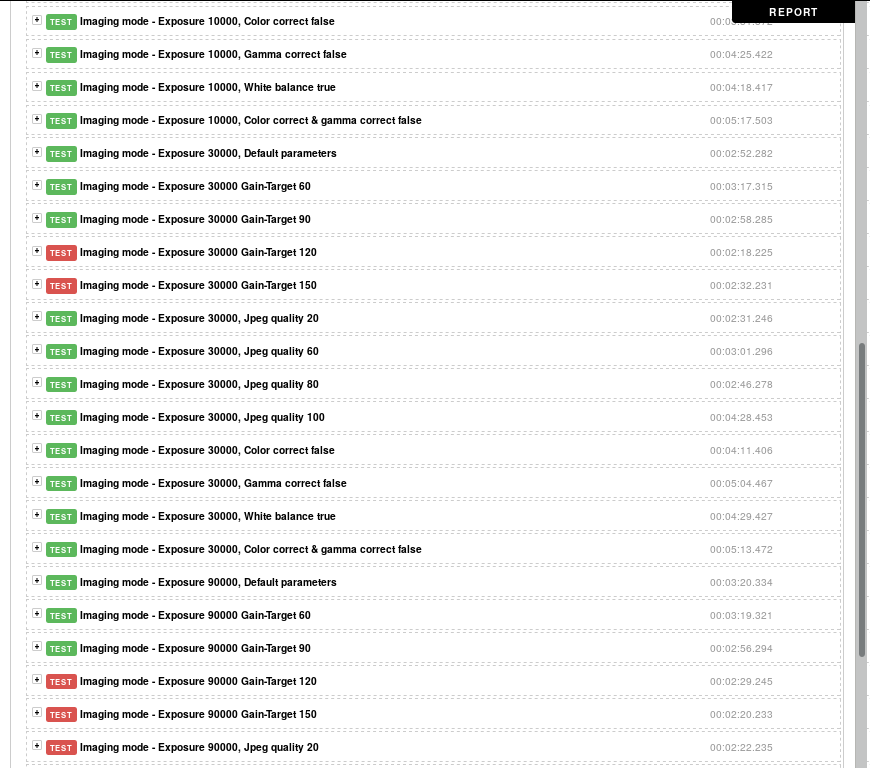 REPORT
TEST Imaging mode - Exposure 10000, Color correct false
TEST Imaging mode - Exposure 10000, Gamma correct false 00:04:25.422
TEST Imaging mode - Exposure 10000, White balance true 00:04:18.417
TEST Imaging mode - Exposure 10000, Color correct & gamma correct false 00:05:17.503
TEST Imaging mode - Exposure 30000, Default parameters 00:02:52.282
TEST Imaging mode - Exposure 30000 Gain-Target 60 00:03:17.315
TEST Imaging mode - Exposure 30000 Gain-Target 90 00:02:58.285
TEST Imaging mode - Exposure 30000 Gain-Target 120 00:02:18.225
TEST Imaging mode - Exposure 30000 Gain-Target 150 00:02:32.231
TEST Imaging mode - Exposure 30000, Jpeg quality 20 00:02:31.246
TEST Imaging mode - Exposure 30000, Jpeg quality 60 00:03:01.296
TEST Imaging mode - Exposure 30000, Jpeg quality 80 00:02:46.278
TEST Imaging mode - Exposure 30000, Jpeg quality 100 00:04:28.453
TEST Imaging mode - Exposure 30000, Color correct false 00:04:11.406
TEST Imaging mode - Exposure 30000, Gamma correct false 00:05:04.467
TEST Imaging mode - Exposure 30000, White balance true 00:04:29.427
TEST Imaging mode - Exposure 30000, Color correct & gamma correct false 00:05:13.472
TEST Imaging mode - Exposure 90000, Default parameters 00:03:20.334
TEST Imaging mode - Exposure 90000 Gain-Target 60 00:03:19.321
TEST Imaging mode - Exposure 90000 Gain-Target 90 00:02:56.294
TEST Imaging mode - Exposure 90000 Gain-Target 120 00:02:29.245
TEST Imaging mode - Exposure 90000 Gain-Target 150 00:02:20.233
TEST Imaging mode - Exposure 90000, Jpeg quality 20 00:02:22.235